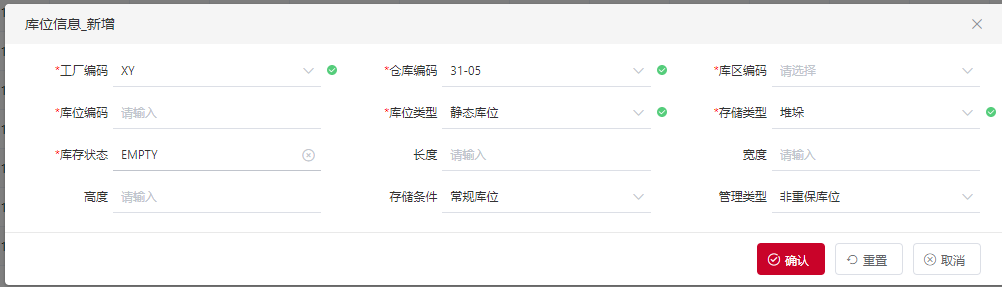 库位信息_新增
*工厂编码 XY *仓库编码 31-05 *库区编码 请选择
*库位编码 请输入 *库位类型 静态库位 *存储类型 堆垛
*库存状态 EMPTY 长度 请输入 宽度 请输入
高度 请输入 存储条件 常规库位 管理类型 非重保库位
确认 重置 取消